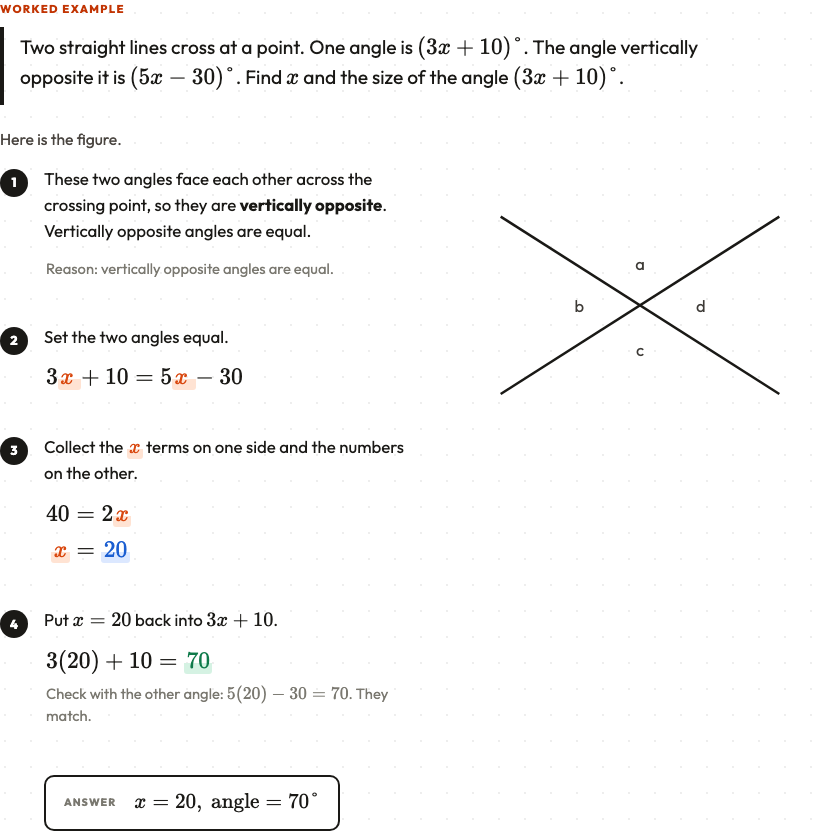 WORKED EXAMPLE
Two straight lines cross at a point. One angle is (3x + 10)°. The angle vertically
opposite it is (5x − 30)°. Find x and the size of the angle (3x + 10)°.
Here is the figure.
1
These two angles face each other across the
crossing point, so they are vertically opposite.
Vertically opposite angles are equal.
Reason: vertically opposite angles are equal.
2
Set the two angles equal.
3x + 10 = 5x − 30
3
Collect the x terms on one side and the numbers
on the other.
40 = 2x
x = 20
4
Put x = 20 back into 3x + 10.
3(20) + 10 = 70
Check with the other angle: 5(20) − 30 = 70. They
match.
ANSWER x = 20, angle = 70°
a
b
d
c